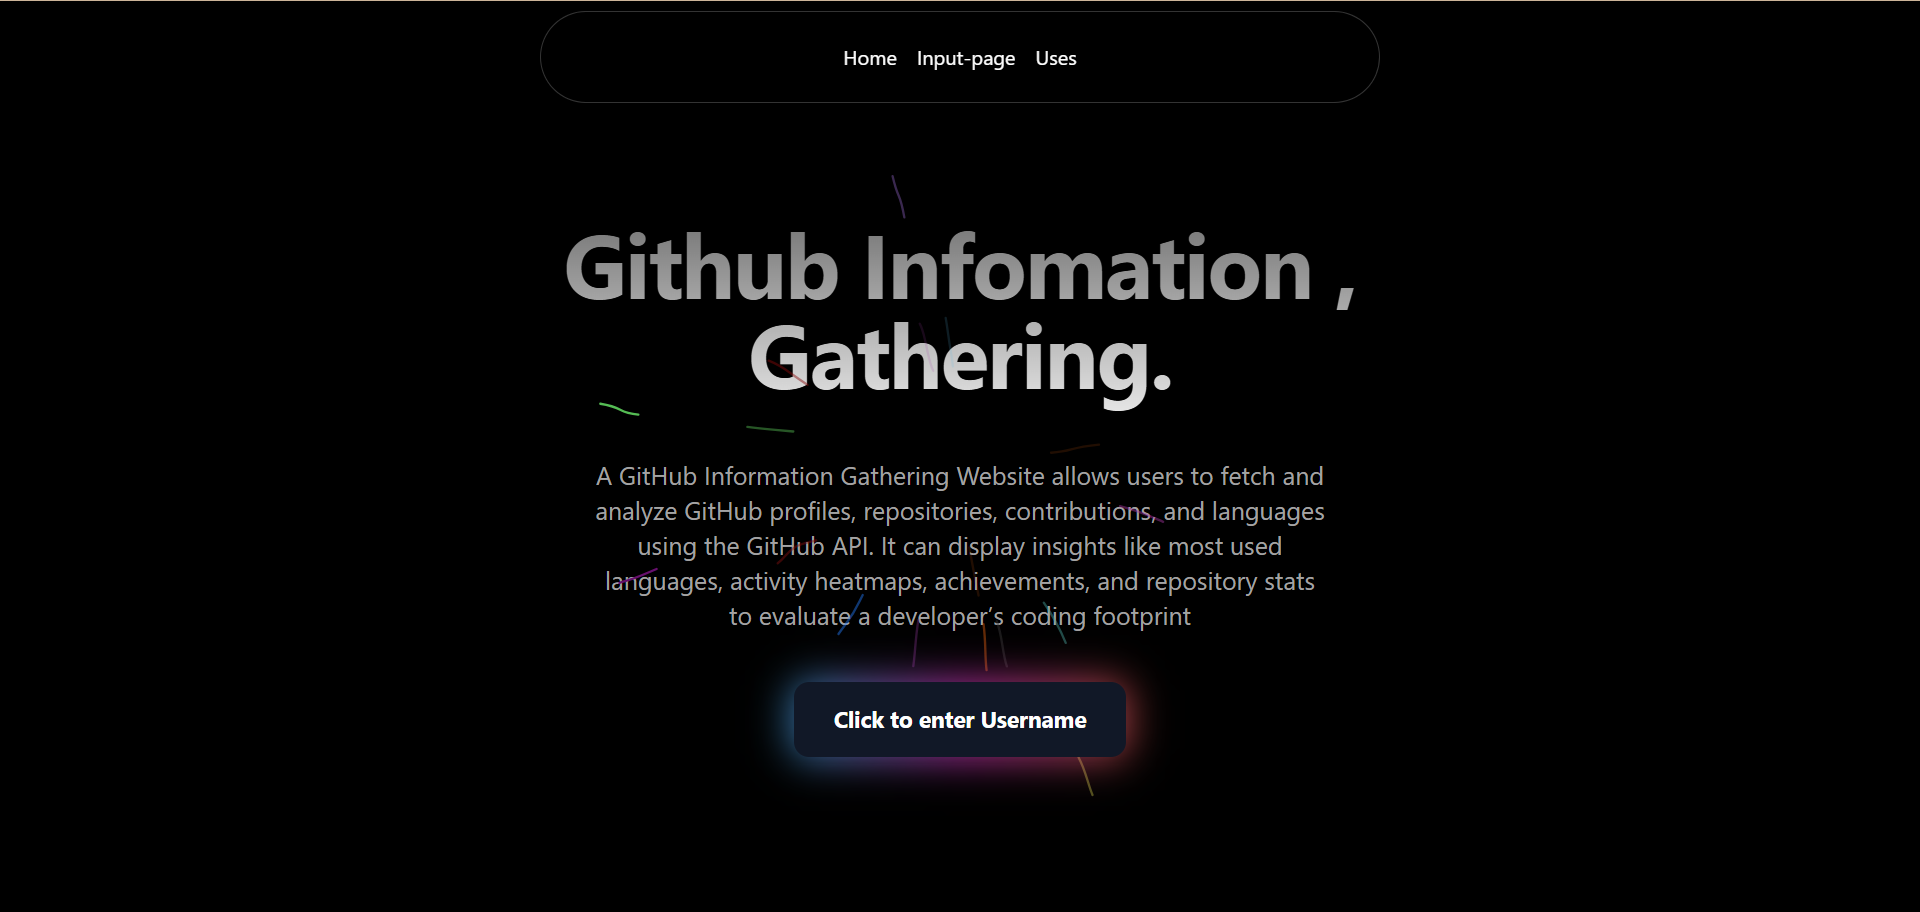 Home Input-page Uses
Github Infomation ,
Gathering.
A GitHub Information Gathering Website allows users to fetch and
analyze GitHub profiles, repositories, contributions, and languages
using the GitHub API. It can display insights like most used
languages, activity heatmaps, achievements, and repository stats
to evaluate a developer’s coding footprint
Click to enter Username